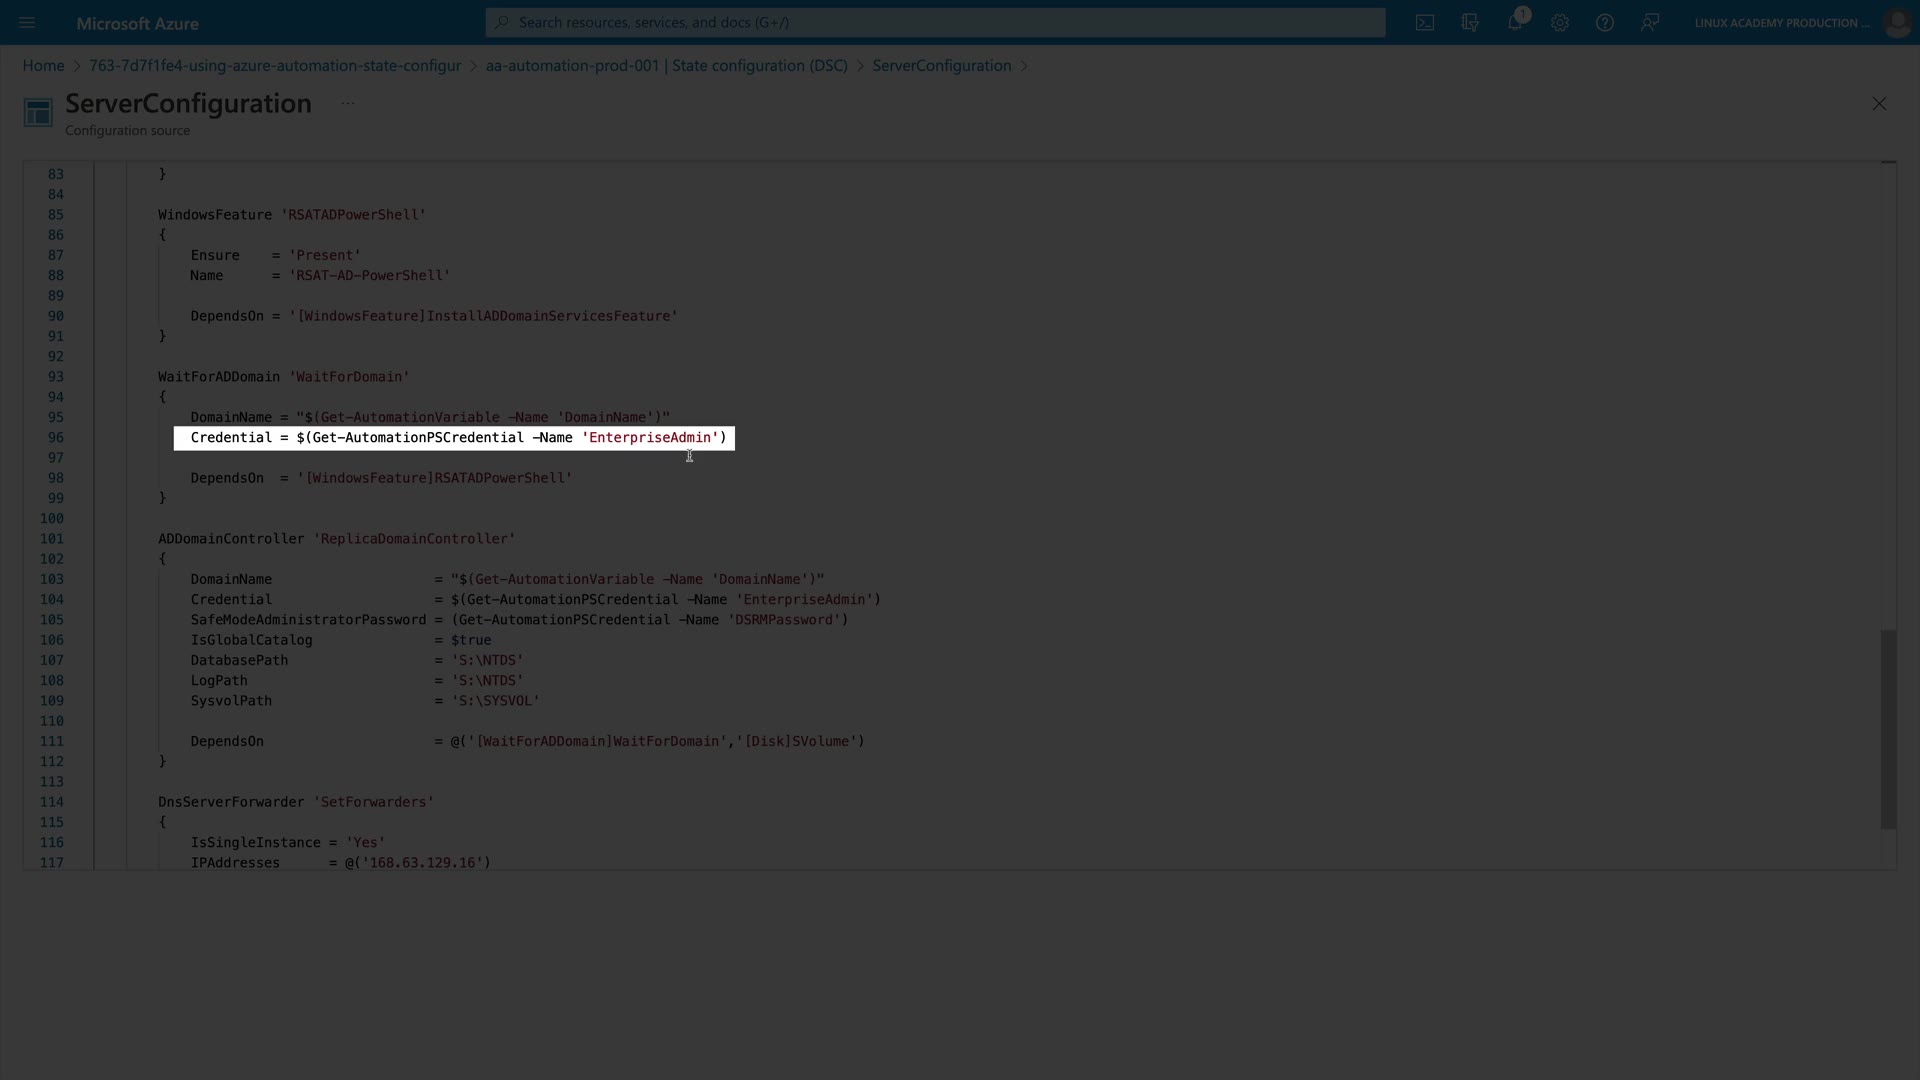 Microsoft Azure
Search resources, services, and docs (G+/)
1
LINUX ACADEMY PRODUCTION ...
Home > 763-7d7f1fe4-using-azure-automation-state-configur > aa-automation-prod-001 | State configuration (DSC) > ServerConfiguration >
ServerConfiguration ...
Configuration source
83 }
84
85 WindowsFeature 'RSATADPowerShell'
86 {
87 Ensure = 'Present'
88 Name = 'RSAT-AD-PowerShell'
89
90 DependsOn = '[WindowsFeature]InstallADDomainServicesFeature'
91 }
92
93 WaitForADDomain 'WaitForDomain'
94 {
95 DomainName = "$(Get-AutomationVariable -Name 'DomainName')"
96 Credential = $(Get-AutomationPSCredential -Name 'EnterpriseAdmin')
97
98 DependsOn = '[WindowsFeature]RSATADPowerShell'
99 }
100
101 ADDomainController 'ReplicaDomainController'
102 {
103 DomainName = "$(Get-AutomationVariable -Name 'DomainName')"
104 Credential = $(Get-AutomationPSCredential -Name 'EnterpriseAdmin')
105 SafeModeAdministratorPassword = (Get-AutomationPSCredential -Name 'DSRMPassword')
106 IsGlobalCatalog = $true
107 DatabasePath = 'S:\NTDS'
108 LogPath = 'S:\NTDS'
109 SysvolPath = 'S:\SYSVOL'
110
111 DependsOn = @('[WaitForADDomain]WaitForDomain','[Disk]SVolume')
112 }
113
114 DnsServerForwarder 'SetForwarders'
115 {
116 IsSingleInstance = 'Yes'
117 IPAddresses = @('168.63.129.16')